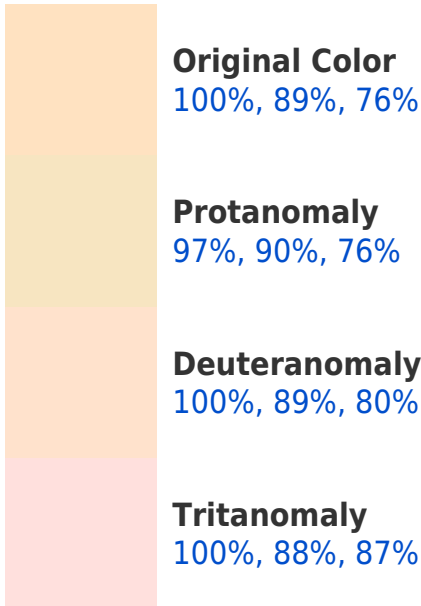 Original Color
100%, 89%, 76%
Protanomaly
97%, 90%, 76%
Deuteranomaly
100%, 89%, 80%
Tritanomaly
100%, 88%, 87%